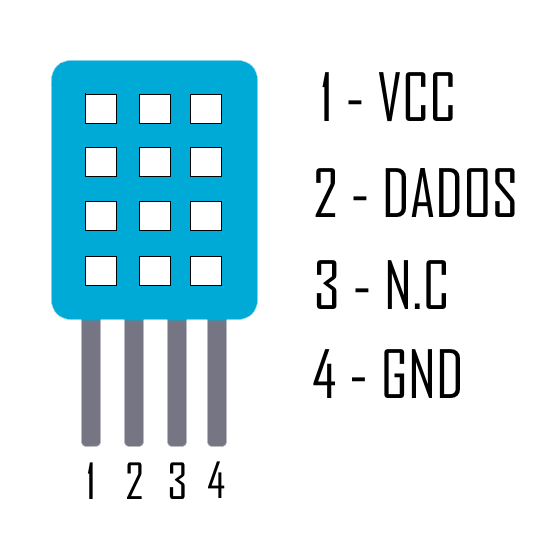 1 - VCC
2 - DADOS
3 - N.C
4 - GND
1 2 3 4